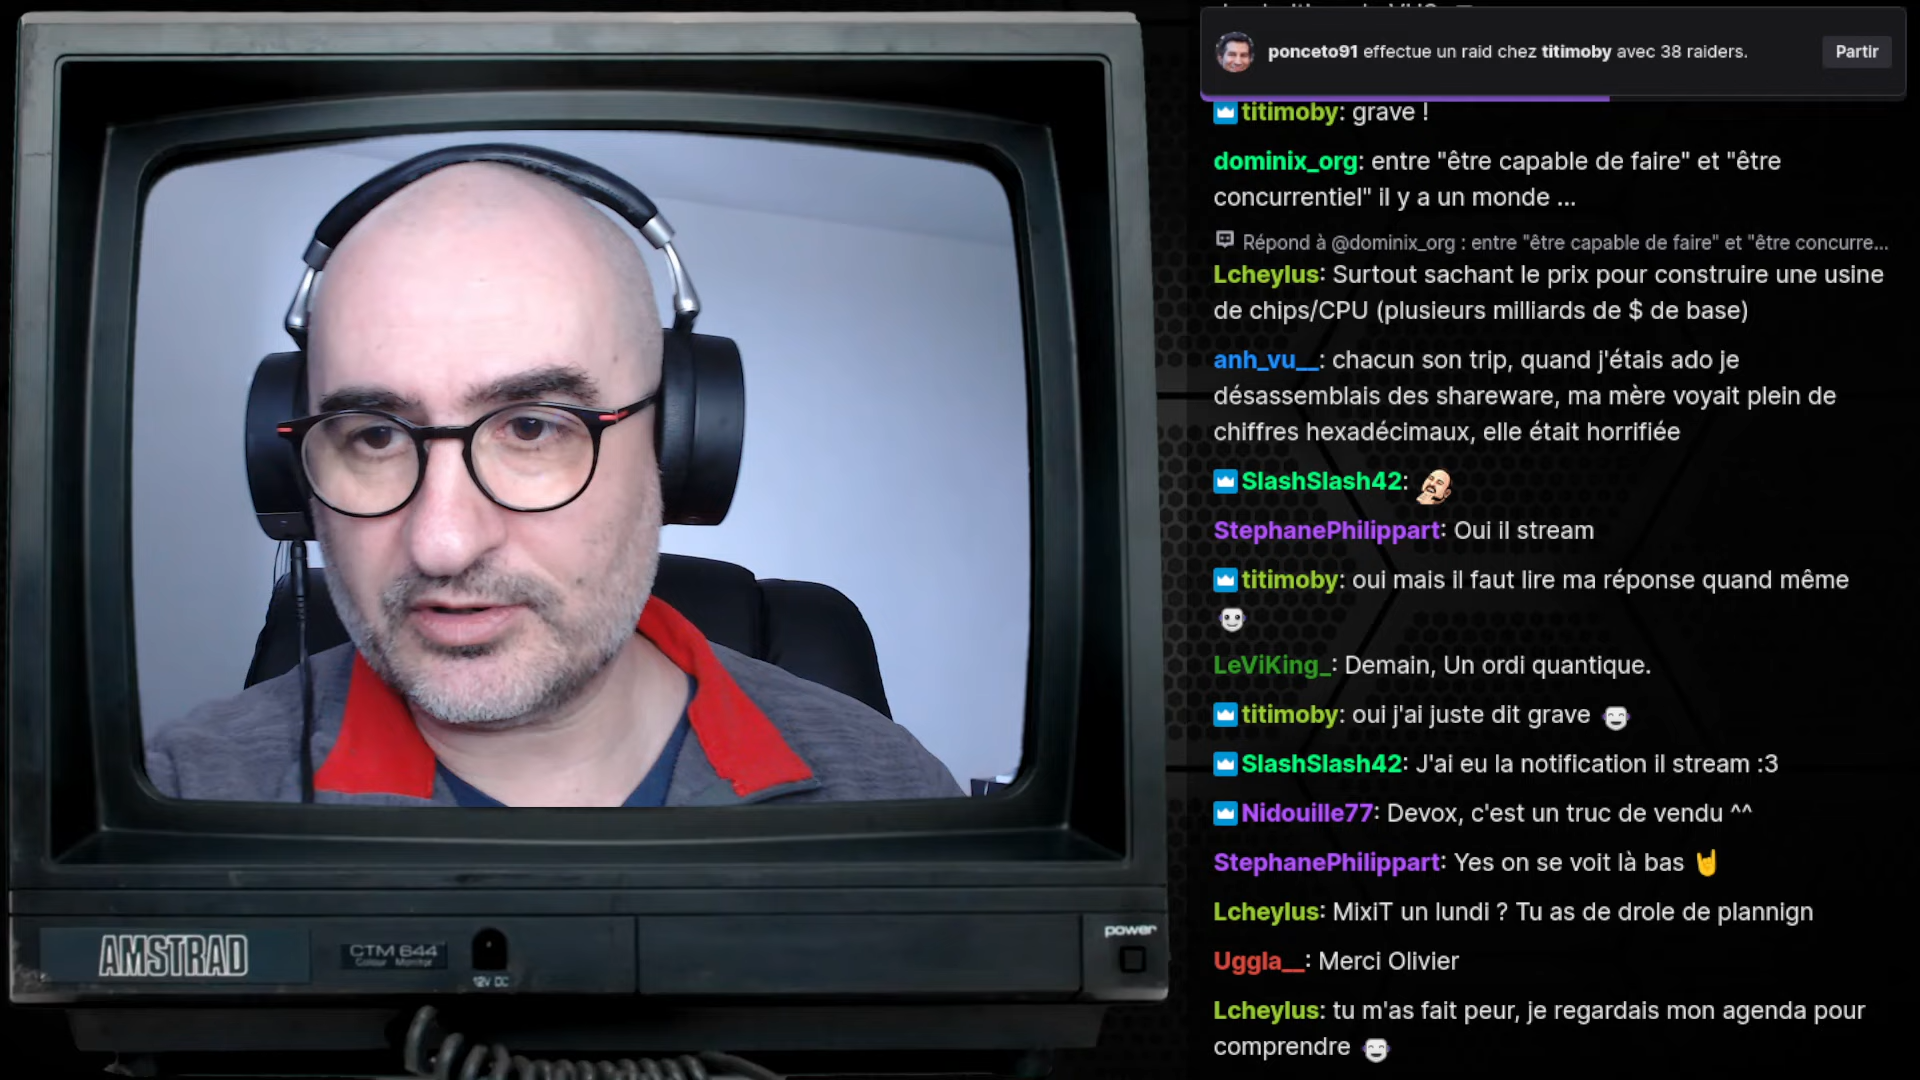 ponceto91 effectue un raid chez titimoby avec 38 raiders.
Partir
titimoby: grave !
dominix_org: entre "être capable de faire" et "être
concurrentiel" il y a un monde ...
Répond à @dominix_org : entre "être capable de faire" et "être concurre...
Lcheylus: Surtout sachant le prix pour construire une usine
de chips/CPU (plusieurs milliards de $ de base)
anh_vu__: chacun son trip, quand j'étais ado je
désassemblais des shareware, ma mère voyait plein de
chiffres hexadécimaux, elle était horrifiée
SlashSlash42:
StephanePhilippart: Oui il stream
titimoby: oui mais il faut lire ma réponse quand même
LeViKing_: Demain, Un ordi quantique.
titimoby: oui j'ai juste dit grave
SlashSlash42: J'ai eu la notification il stream :3
Nidouille77: Devox, c'est un truc de vendu ^^
StephanePhilippart: Yes on se voit là bas 🤘
Lcheylus: MixiT un lundi ? Tu as de drole de plannign
Uggla__: Merci Olivier
Lcheylus: tu m'as fait peur, je regardais mon agenda pour
comprendre
AMSTRAD
CTM 644
Colour Monitor
12V DC
power